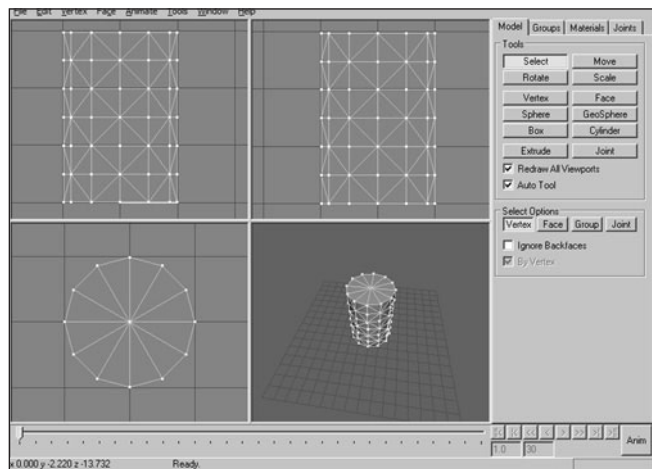 File Edit Vertex Face Animate Tools Window Help
Model Groups Materials Joints
Tools
Select Move
Rotate Scale
Vertex Face
Sphere GeoSphere
Box Cylinder
Extrude Joint
Redraw All Viewports
Auto Tool
Select Options
Vertex Face Group Joint
Ignore Backfaces
By Vertex
|<| |< << < > >> >| >|
1.0 30 Anim
x 0.000 y -2.220 z -13.732 Ready.